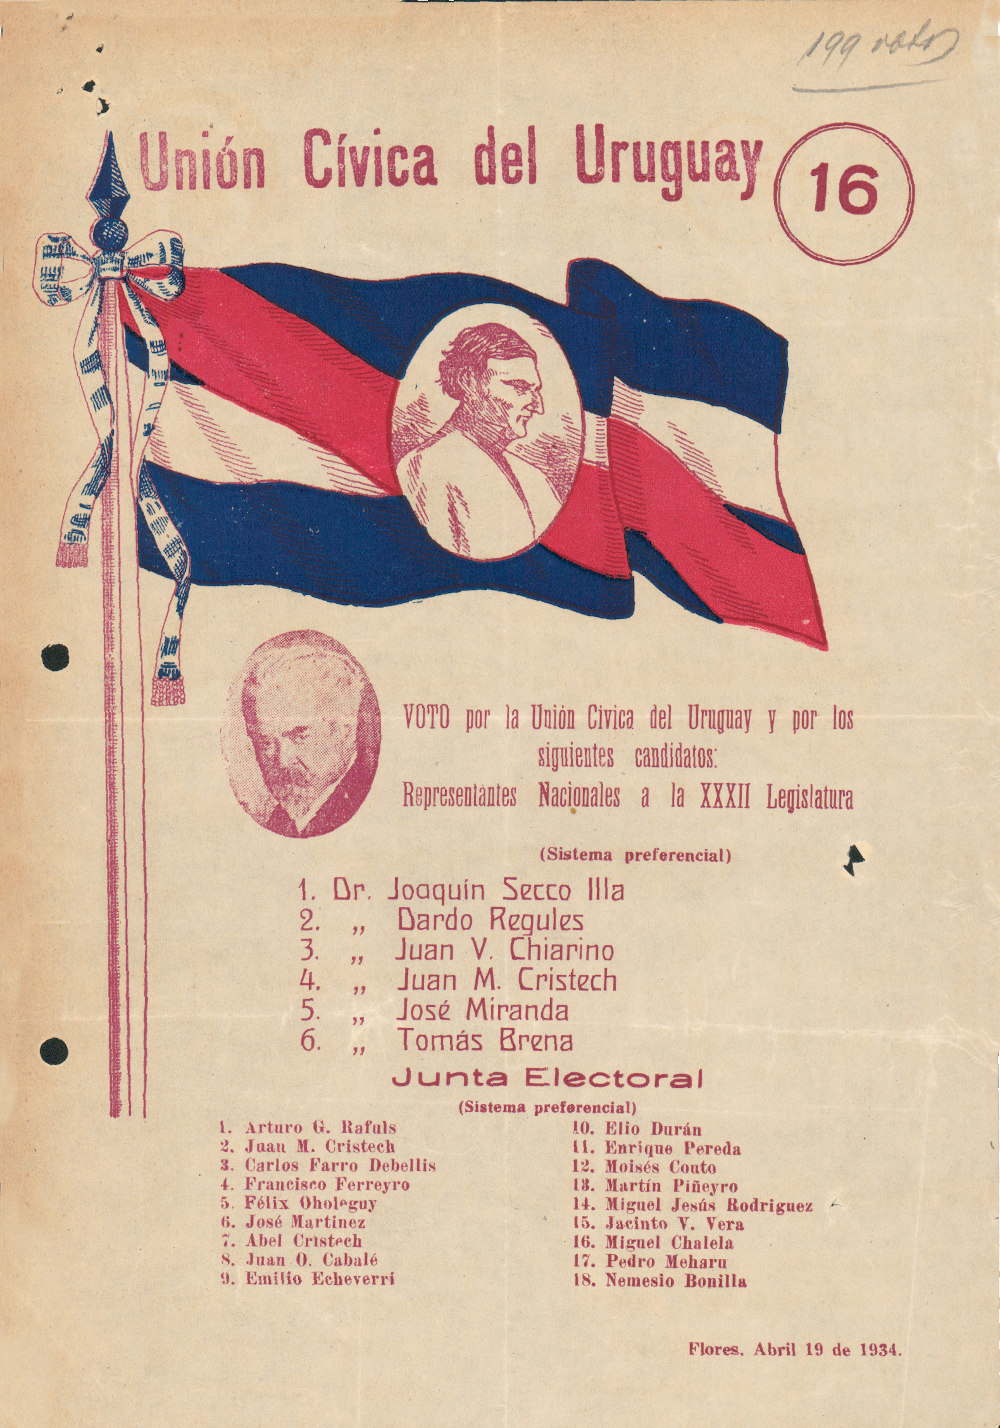 199 votos
Unión Cívica del Uruguay
16
VOTO por la Unión Cívica del Uruguay y por los
siguientes candidatos:
Representantes Nacionales a la XXXII Legislatura
(Sistema preferencial)
1. Dr. Joaquín Secco Illa
2. „ Dardo Regules
3. „ Juan V. Chiarino
4. „ Juan M. Cristech
5. „ José Miranda
6. „ Tomás Brena
Junta Electoral
(Sistema preferencial)
1. Arturo G. Rafuls
2. Juan M. Cristech
3. Carlos Farro Debellis
4. Francisco Ferreyro
5. Félix Oholeguy
6. José Martinez
7. Abel Cristech
8. Juan O. Cabalé
9. Emilio Echeverrí
10. Elio Durán
11. Enrique Pereda
12. Moisés Couto
13. Martín Piñeyro
14. Miguel Jesús Rodriguez
15. Jacinto V. Vera
16. Miguel Chalela
17. Pedro Meharu
18. Nemesio Bonilla
Flores, Abril 19 de 1934.